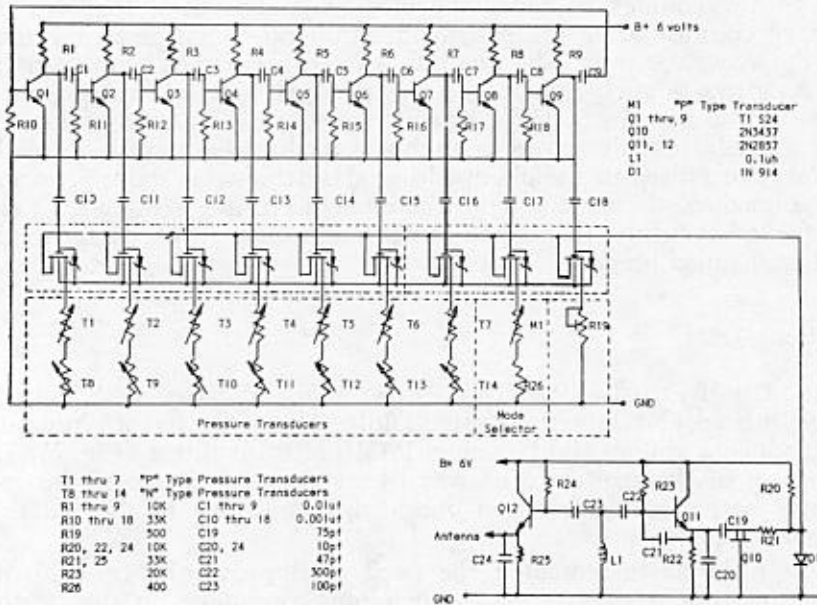 B+ 6 volts
R1 R2 R3 R4 R5 R6 R7 R8 R9
C1 C2 C3 C4 C5 C6 C7 C8 C9
Q1 Q2 Q3 Q4 Q5 Q6 Q7 Q8 Q9
R10 R11 R12 R13 R14 R15 R16 R17 R18
M1 "P" Type Transducer
Q1 thru 9 TI S24
Q10 2N3437
Q11, 12 2N2857
L1 0.1uh
D1 1N 914
C10 C11 C12 C13 C14 C15 C16 C17 C18
T1 T2 T3 T4 T5 T6 T7 M1 R19
T8 T9 T10 T11 T12 T13 T14 R26
GND
Pressure Transducers
Mode
Selector
T1 thru 7 "P" Type Pressure Transducers
T8 thru 14 "N" Type Pressure Transducers
R1 thru 9 10K C1 thru 9 0.01uf
R10 thru 18 33K C10 thru 18 0.001uf
R19 500 C19 75pf
R20, 22, 24 10K C20, 24 10pf
R21, 25 33K C21 47pf
R23 20K C22 300pf
R26 400 C23 100pf
B+ 6V
R24 R23 R20
Q12 C23 C22 Q11 C19
R21
Antenna
C24 R25 L1 C21 R22 C20 Q10 D1
GND